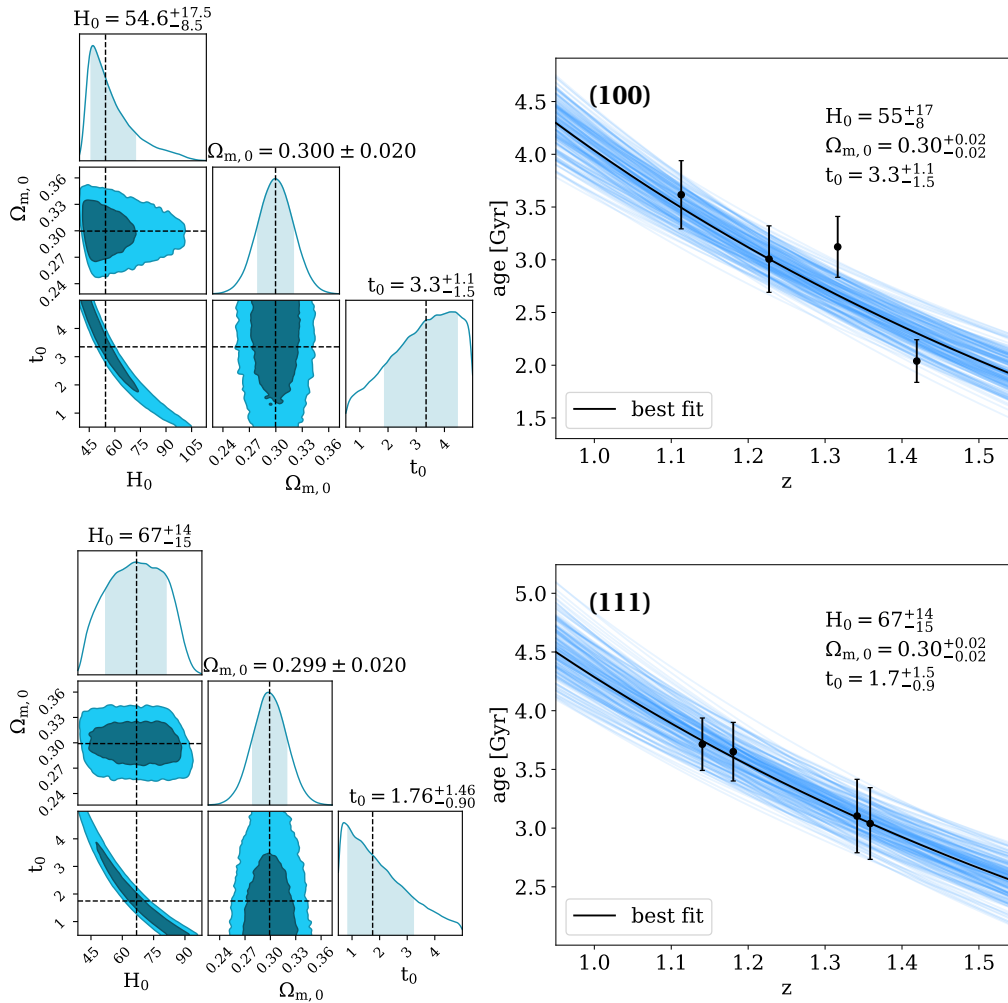 H₀ = 54.6⁺¹⁷·⁵₋₈.₅
Ωm, 0
0.36
0.33
0.30
0.27
0.24
Ωm, 0 = 0.300 ± 0.020
t₀
4
3
2
1
t₀ = 3.3⁺¹·¹₋₁.₅
45 60 75 90 105
H₀
0.24 0.27 0.30 0.33 0.36
Ωm, 0
1 2 3 4
t₀
(100)
H₀ = 55⁺¹⁷₋₈
Ωm, 0 = 0.30⁺⁰·⁰²₋₀.₀₂
t₀ = 3.3⁺¹·¹₋₁.₅
age [Gyr]
4.5
4.0
3.5
3.0
2.5
2.0
1.5
best fit
1.0 1.1 1.2 1.3 1.4 1.5
z
H₀ = 67⁺¹⁴₋₁₅
Ωm, 0
0.36
0.33
0.30
0.27
0.24
Ωm, 0 = 0.299 ± 0.020
t₀
4
3
2
1
t₀ = 1.76⁺¹·⁴⁶₋₀.₉₀
45 60 75 90
H₀
0.24 0.27 0.30 0.33 0.36
Ωm, 0
1 2 3 4
t₀
(111)
H₀ = 67⁺¹⁴₋₁₅
Ωm, 0 = 0.30⁺⁰·⁰²₋₀.₀₂
t₀ = 1.7⁺¹·⁵₋₀.₉
age [Gyr]
5.0
4.5
4.0
3.5
3.0
2.5
best fit
1.0 1.1 1.2 1.3 1.4 1.5
z